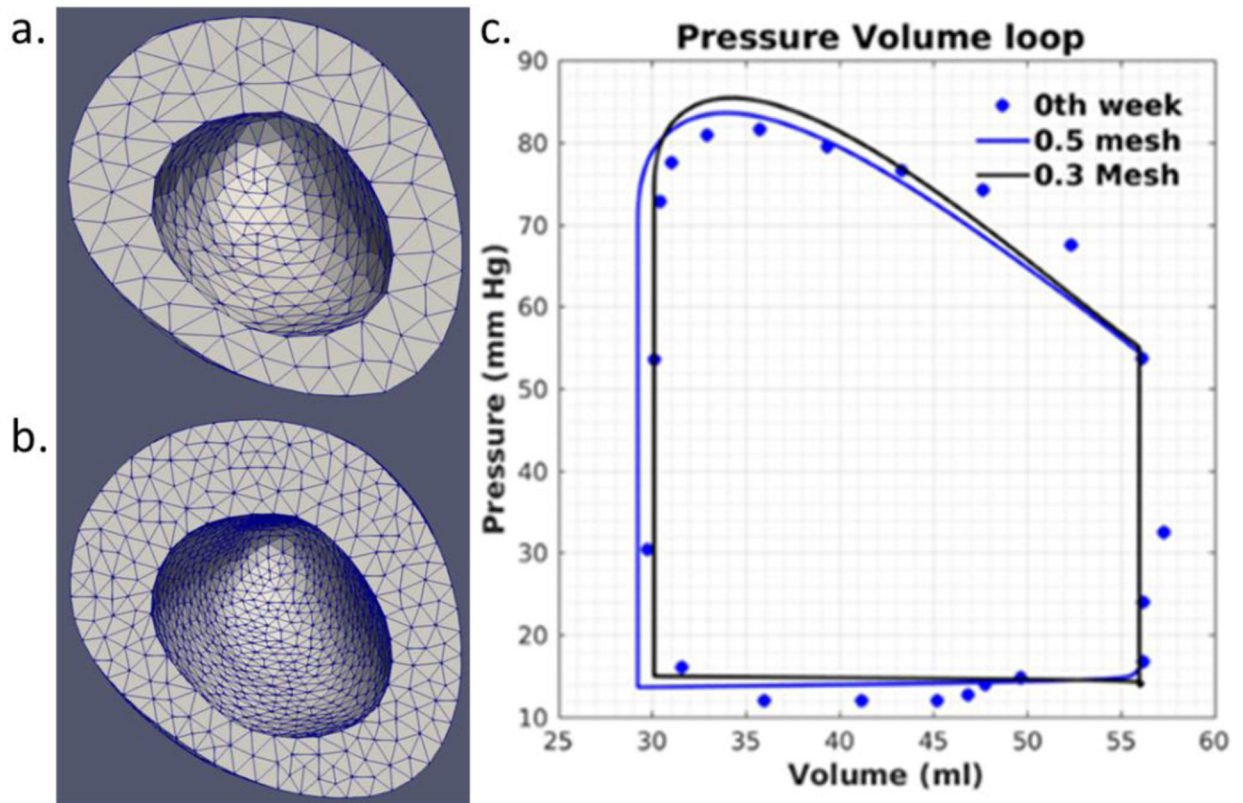 a.
b.
c.
Pressure Volume loop
0th week
0.5 mesh
0.3 Mesh
Pressure (mm Hg)
90
80
70
60
50
40
30
20
10
25 30 35 40 45 50 55 60
Volume (ml)